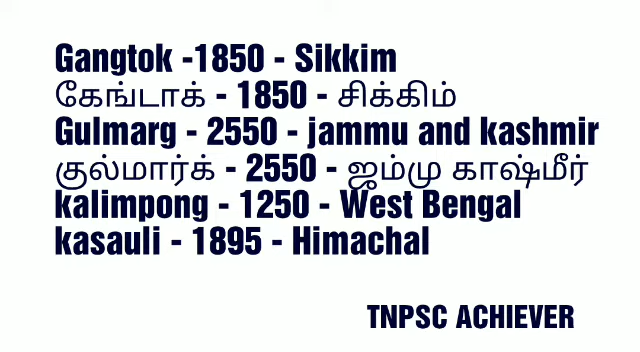 Gangtok -1850 - Sikkim
கேங்டாக் - 1850 - சிக்கிம்
Gulmarg - 2550 - jammu and kashmir
குல்மார்க் - 2550 - ஜம்மு காஷ்மீர்
kalimpong - 1250 - West Bengal
kasauli - 1895 - Himachal
TNPSC ACHIEVER